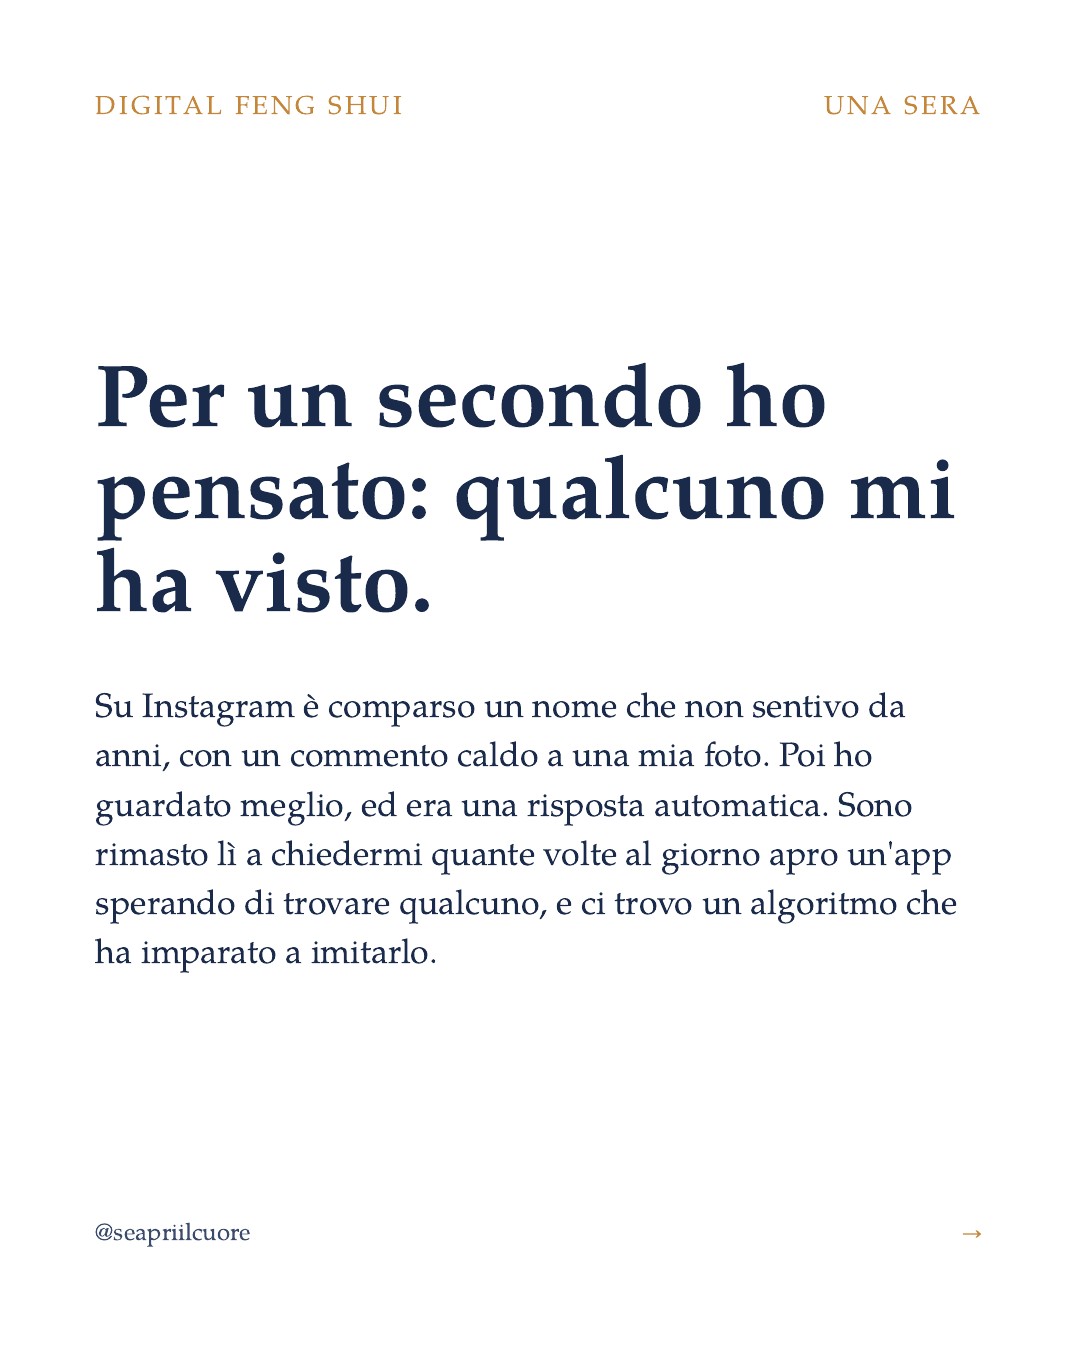 DIGITAL FENG SHUI
UNA SERA
Per un secondo ho
pensato: qualcuno mi
ha visto.
Su Instagram è comparso un nome che non sentivo da
anni, con un commento caldo a una mia foto. Poi ho
guardato meglio, ed era una risposta automatica. Sono
rimasto lì a chiedermi quante volte al giorno apro un'app
sperando di trovare qualcuno, e ci trovo un algoritmo che
ha imparato a imitarlo.
@seapriilcuore
→